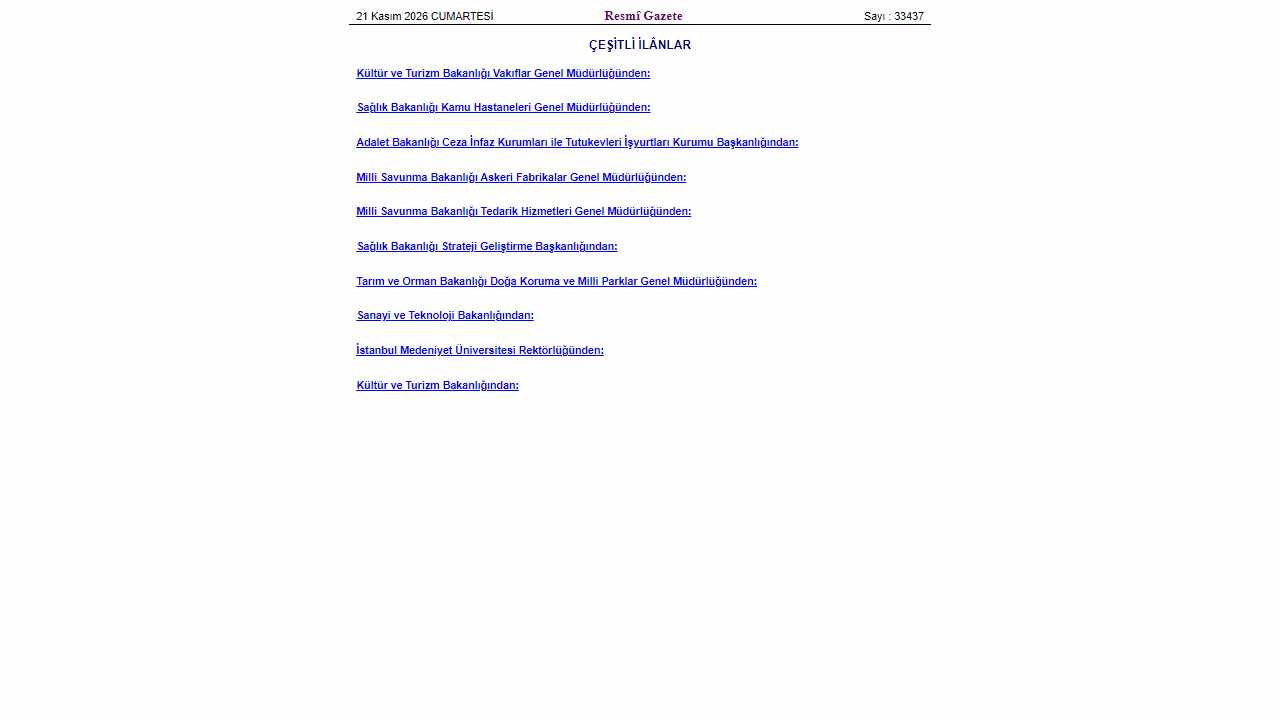 21 Kasım 2026 CUMARTESİ Resmî Gazete Sayı : 33437
ÇEŞİTLİ İLÂNLAR
Kültür ve Turizm Bakanlığı Vakıflar Genel Müdürlüğünden:
Sağlık Bakanlığı Kamu Hastaneleri Genel Müdürlüğünden:
Adalet Bakanlığı Ceza İnfaz Kurumları ile Tutukevleri İşyurtları Kurumu Başkanlığından:
Milli Savunma Bakanlığı Askeri Fabrikalar Genel Müdürlüğünden:
Milli Savunma Bakanlığı Tedarik Hizmetleri Genel Müdürlüğünden:
Sağlık Bakanlığı Strateji Geliştirme Başkanlığından:
Tarım ve Orman Bakanlığı Doğa Koruma ve Milli Parklar Genel Müdürlüğünden:
Sanayi ve Teknoloji Bakanlığından:
İstanbul Medeniyet Üniversitesi Rektörlüğünden:
Kültür ve Turizm Bakanlığından: